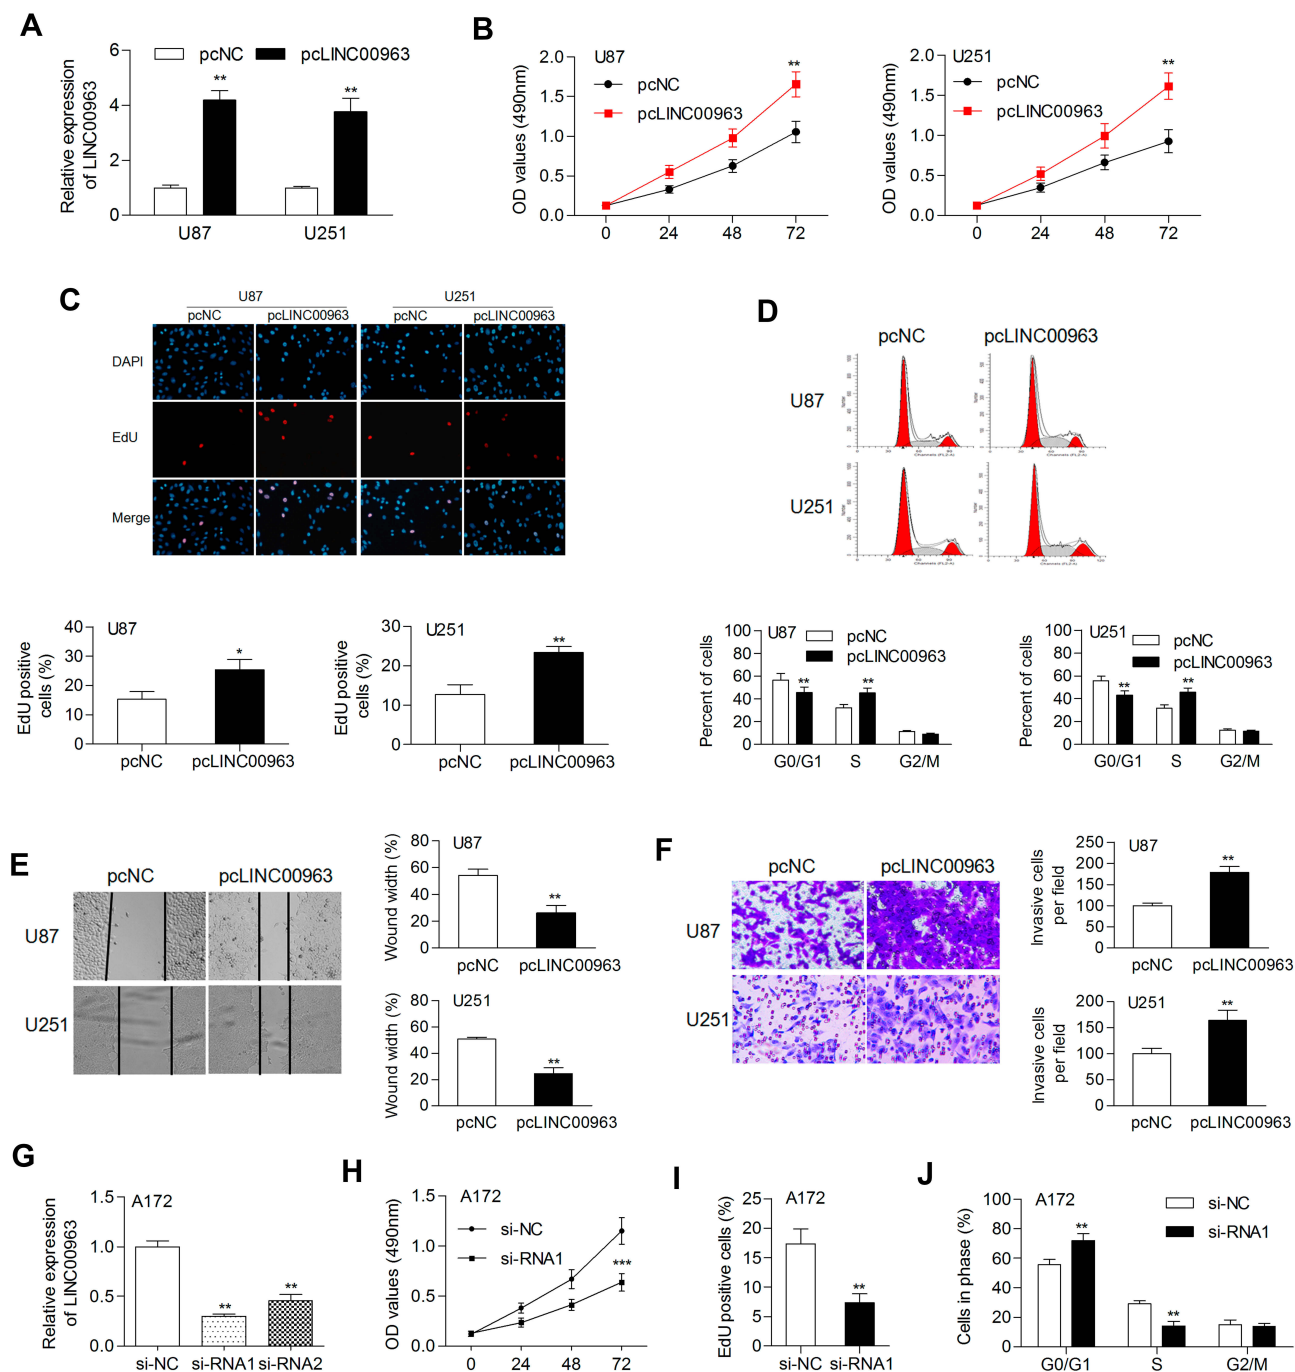 A
pcNC
pcLINC00963
Relative expression
of LINC00963
6
4
2
0
**
**
U87
U251
B
U87
pcNC
pcLINC00963
OD values (490nm)
2.0
1.5
1.0
0.5
0.0
**
0
24
48
72
U251
pcNC
pcLINC00963
OD values (490nm)
2.0
1.5
1.0
0.5
0.0
**
0
24
48
72
C
U87
U251
pcNC
pcLINC00963
pcNC
pcLINC00963
DAPI
EdU
Merge
U87
EdU positive
cells (%)
40
30
20
10
0
*
pcNC
pcLINC00963
U251
EdU positive
cells (%)
30
20
10
0
**
pcNC
pcLINC00963
D
pcNC
pcLINC00963
U87
U251
U87
pcNC
pcLINC00963
Percent of cells
100
80
60
40
20
0
**
**
G0/G1
S
G2/M
U251
pcNC
pcLINC00963
Percent of cells
100
80
60
40
20
0
**
**
G0/G1
S
G2/M
E
pcNC
pcLINC00963
U87
U251
U87
Wound width (%)
80
60
40
20
0
**
pcNC
pcLINC00963
U251
Wound width (%)
80
60
40
20
0
**
pcNC
pcLINC00963
F
pcNC
pcLINC00963
U87
U251
U87
Invasive cells
per field
250
200
150
100
50
0
**
pcNC
pcLINC00963
U251
Invasive cells
per field
200
150
100
50
0
**
pcNC
pcLINC00963
G
A172
Relative expression
of LINC00963
1.5
1.0
0.5
0.0
**
**
si-NC
si-RNA1
si-RNA2
H
A172
si-NC
si-RNA1
OD values (490nm)
1.5
1.0
0.5
0.0
***
0
24
48
72
I
A172
EdU positive cells (%)
25
20
15
10
5
0
**
si-NC
si-RNA1
J
A172
si-NC
si-RNA1
Cells in phase (%)
100
80
60
40
20
0
**
**
G0/G1
S
G2/M